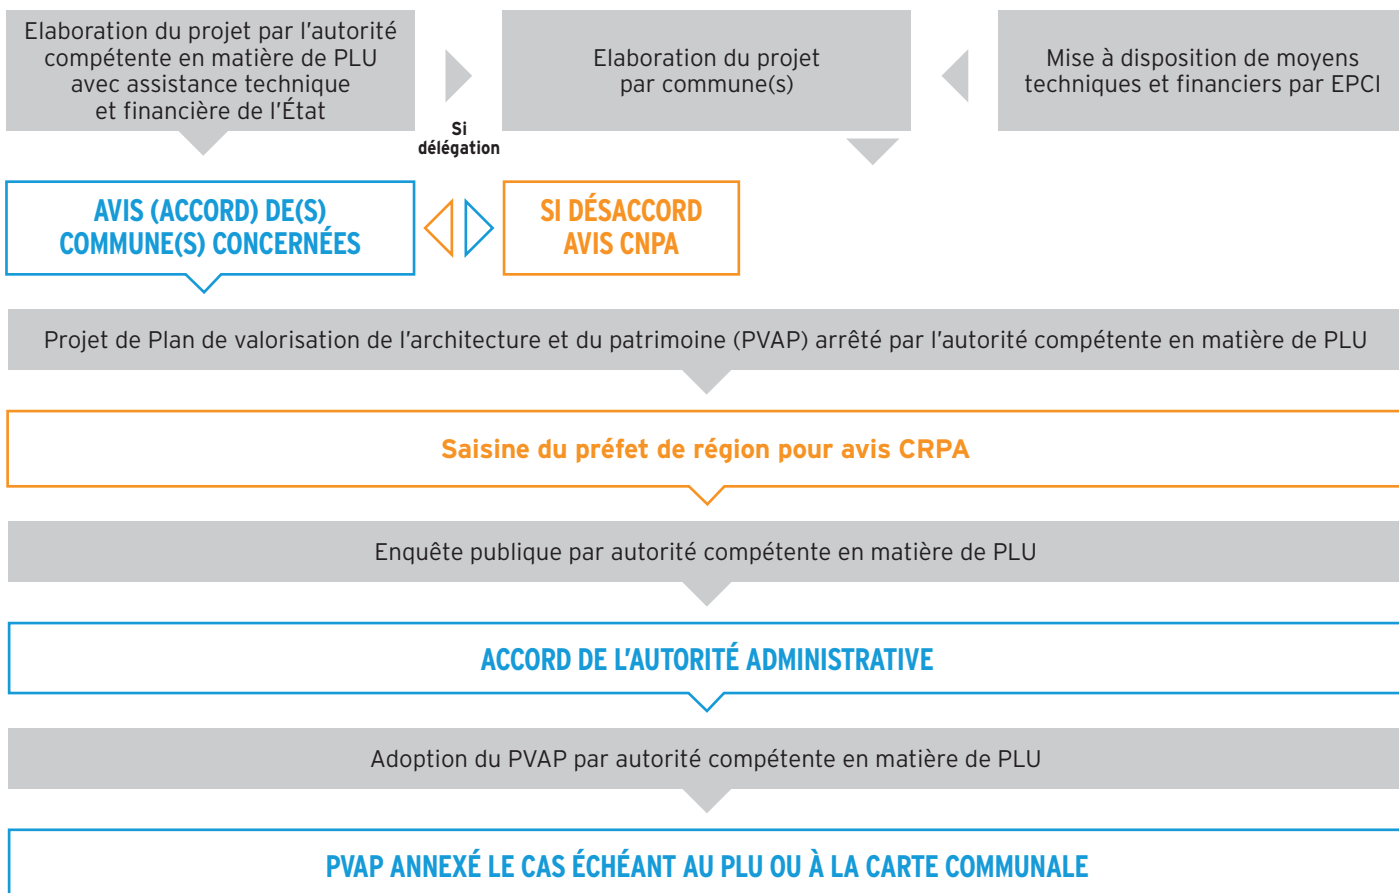 Elaboration du projet par l'autorité
compétente en matière de PLU
avec assistance technique
et financière de l'État
Si
délégation
Elaboration du projet
par commune(s)
Mise à disposition de moyens
techniques et financiers par EPCI
AVIS (ACCORD) DE(S)
COMMUNE(S) CONCERNÉES
SI DÉSACCORD
AVIS CNPA
Projet de Plan de valorisation de l'architecture et du patrimoine (PVAP) arrêté par l'autorité compétente en matière de PLU
Saisine du préfet de région pour avis CRPA
Enquête publique par autorité compétente en matière de PLU
ACCORD DE L'AUTORITÉ ADMINISTRATIVE
Adoption du PVAP par autorité compétente en matière de PLU
PVAP ANNEXÉ LE CAS ÉCHÉANT AU PLU OU À LA CARTE COMMUNALE